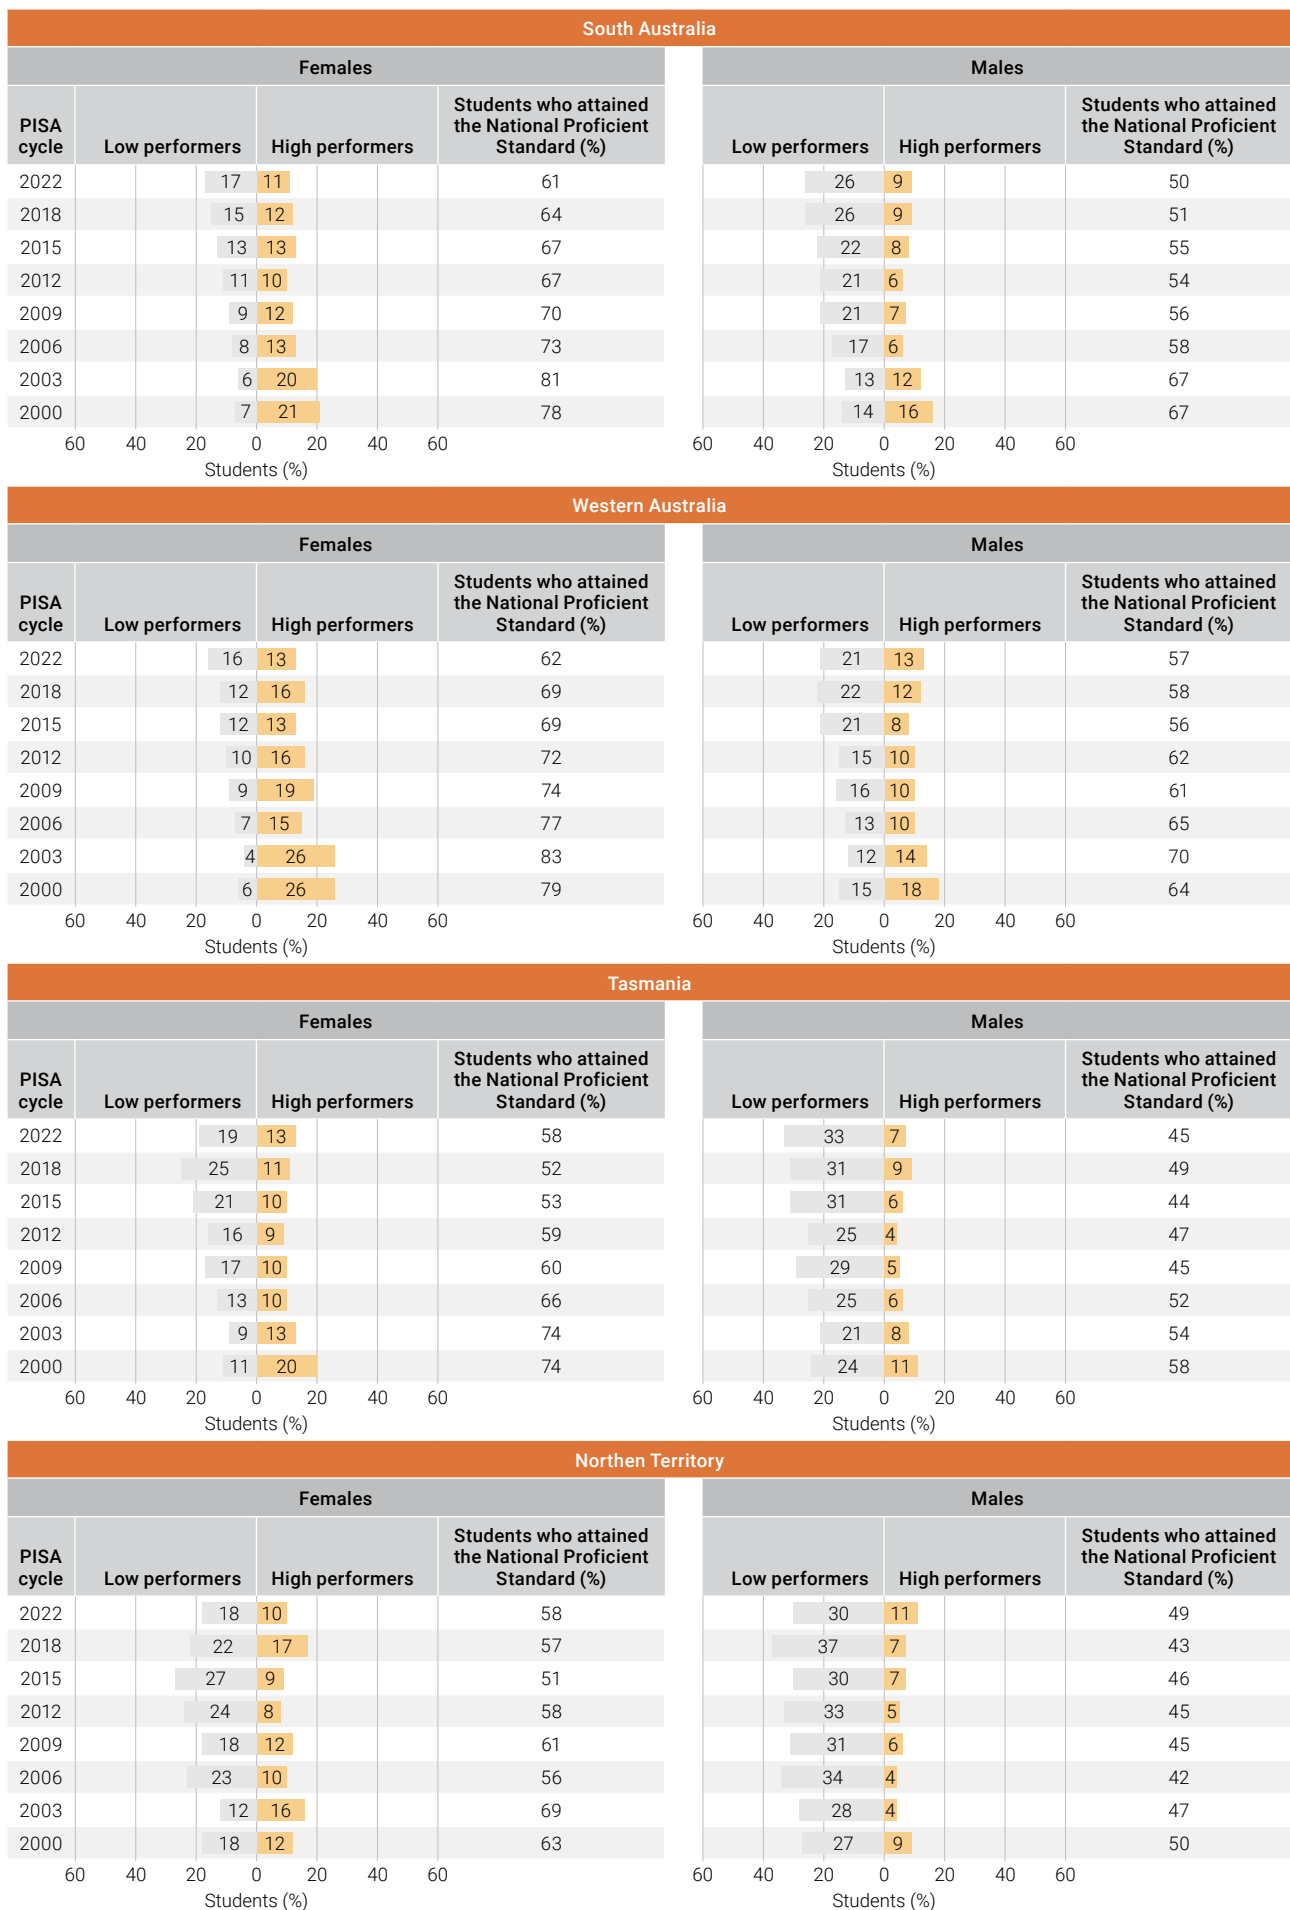 South Australia
Females
Males
PISA cycle Low performers High performers Students who attained the National Proficient Standard (%) Low performers High performers Students who attained the National Proficient Standard (%)
2022 17 11 61 26 9 50
2018 15 12 64 26 9 51
2015 13 13 67 22 8 55
2012 11 10 67 21 6 54
2009 9 12 70 21 7 56
2006 8 13 73 17 6 58
2003 6 20 81 13 12 67
2000 7 21 78 14 16 67
60 40 20 0 20 40 60 60 40 20 0 20 40 60
Students (%) Students (%)
Western Australia
Females
Males
PISA cycle Low performers High performers Students who attained the National Proficient Standard (%) Low performers High performers Students who attained the National Proficient Standard (%)
2022 16 13 62 21 13 57
2018 12 16 69 22 12 58
2015 12 13 69 21 8 56
2012 10 16 72 15 10 62
2009 9 19 74 16 10 61
2006 7 15 77 13 10 65
2003 4 26 83 12 14 70
2000 6 26 79 15 18 64
60 40 20 0 20 40 60 60 40 20 0 20 40 60
Students (%) Students (%)
Tasmania
Females
Males
PISA cycle Low performers High performers Students who attained the National Proficient Standard (%) Low performers High performers Students who attained the National Proficient Standard (%)
2022 19 13 58 33 7 45
2018 25 11 52 31 9 49
2015 21 10 53 31 6 44
2012 16 9 59 25 4 47
2009 17 10 60 29 5 45
2006 13 10 66 25 6 52
2003 9 13 74 21 8 54
2000 11 20 74 24 11 58
60 40 20 0 20 40 60 60 40 20 0 20 40 60
Students (%) Students (%)
Northen Territory
Females
Males
PISA cycle Low performers High performers Students who attained the National Proficient Standard (%) Low performers High performers Students who attained the National Proficient Standard (%)
2022 18 10 58 30 11 49
2018 22 17 57 37 7 43
2015 27 9 51 30 7 46
2012 24 8 58 33 5 45
2009 18 12 61 31 6 45
2006 23 10 56 34 4 42
2003 12 16 69 28 4 47
2000 18 12 63 27 9 50
60 40 20 0 20 40 60 60 40 20 0 20 40 60
Students (%) Students (%)